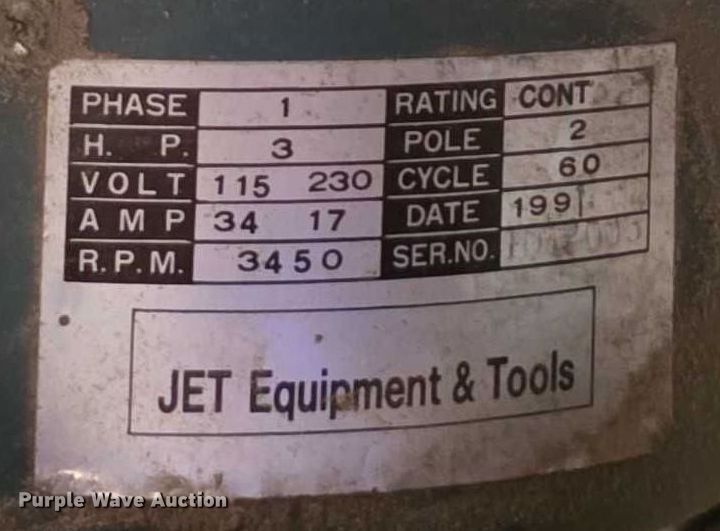 PHASE 1 RATING CONT
H. P. 3 POLE 2
VOLT 115 230 CYCLE 60
AMP 34 17 DATE 1991
R.P.M. 3450 SER.NO.
JET Equipment & Tools
Purple Wave Auction